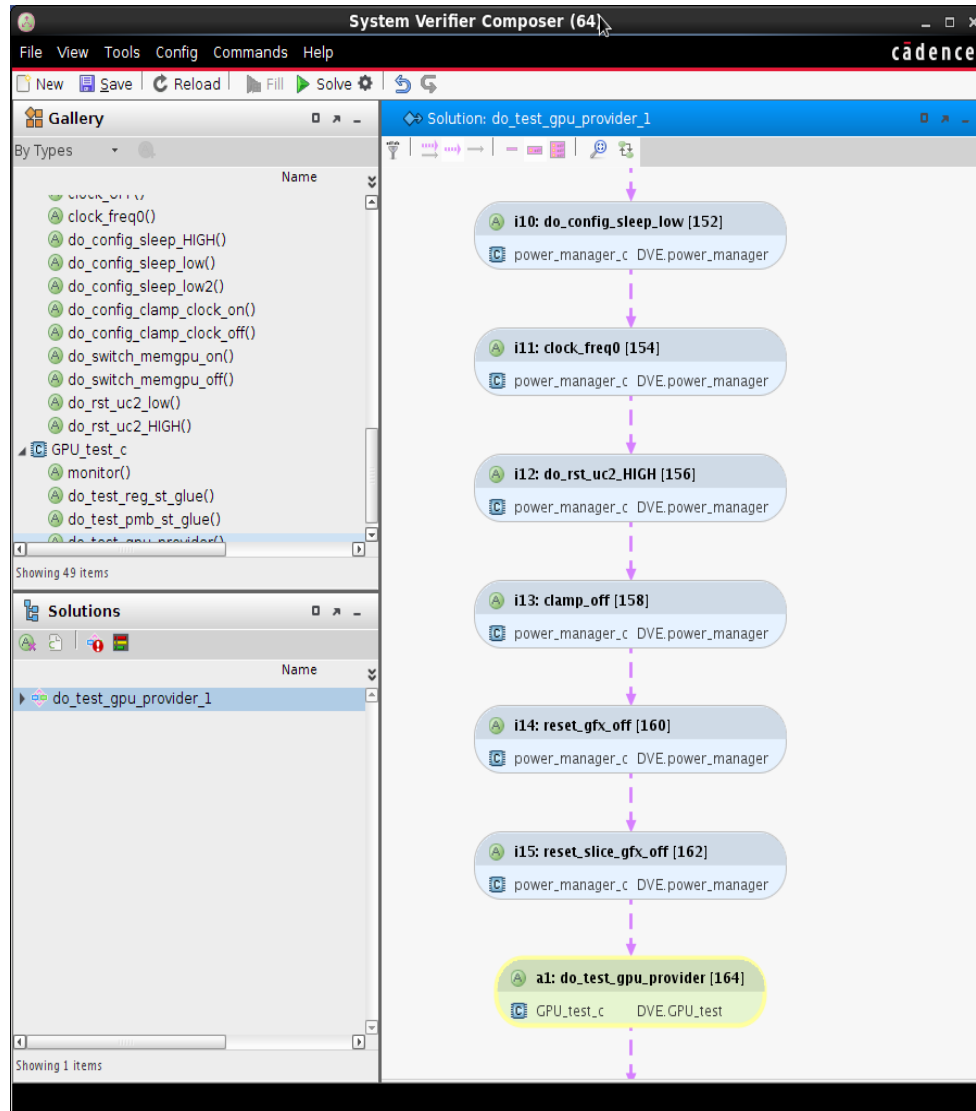 System Verifier Composer (64)
File View Tools Config Commands Help
cādence
New Save Reload Fill Solve
Gallery
By Types
Name
clock_off()
clock_freq0()
do_config_sleep_HIGH()
do_config_sleep_low()
do_config_sleep_low2()
do_config_clamp_clock_on()
do_config_clamp_clock_off()
do_switch_memgpu_on()
do_switch_memgpu_off()
do_rst_uc2_low()
do_rst_uc2_HIGH()
GPU_test_c
monitor()
do_test_reg_st_glue()
do_test_pmb_st_glue()
do_test_gpu_provider()
Showing 49 items
Solutions
Name
do_test_gpu_provider_1
Showing 1 items
Solution: do_test_gpu_provider_1
i10: do_config_sleep_low [152]
power_manager_c DVE.power_manager
i11: clock_freq0 [154]
power_manager_c DVE.power_manager
i12: do_rst_uc2_HIGH [156]
power_manager_c DVE.power_manager
i13: clamp_off [158]
power_manager_c DVE.power_manager
i14: reset_gfx_off [160]
power_manager_c DVE.power_manager
i15: reset_slice_gfx_off [162]
power_manager_c DVE.power_manager
a1: do_test_gpu_provider [164]
GPU_test_c DVE.GPU_test